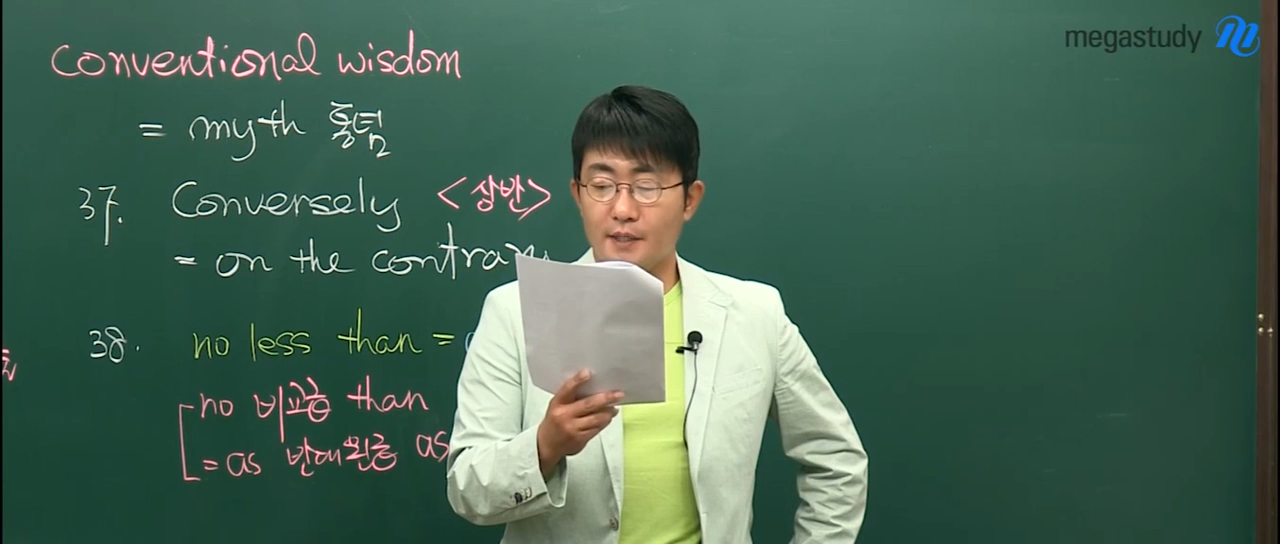 megastudy
Conventional wisdom
= myth 통념
37. Conversely <상반>
= on the contrary
38. no less than =
no 비교급 than
= as 반대원급 as